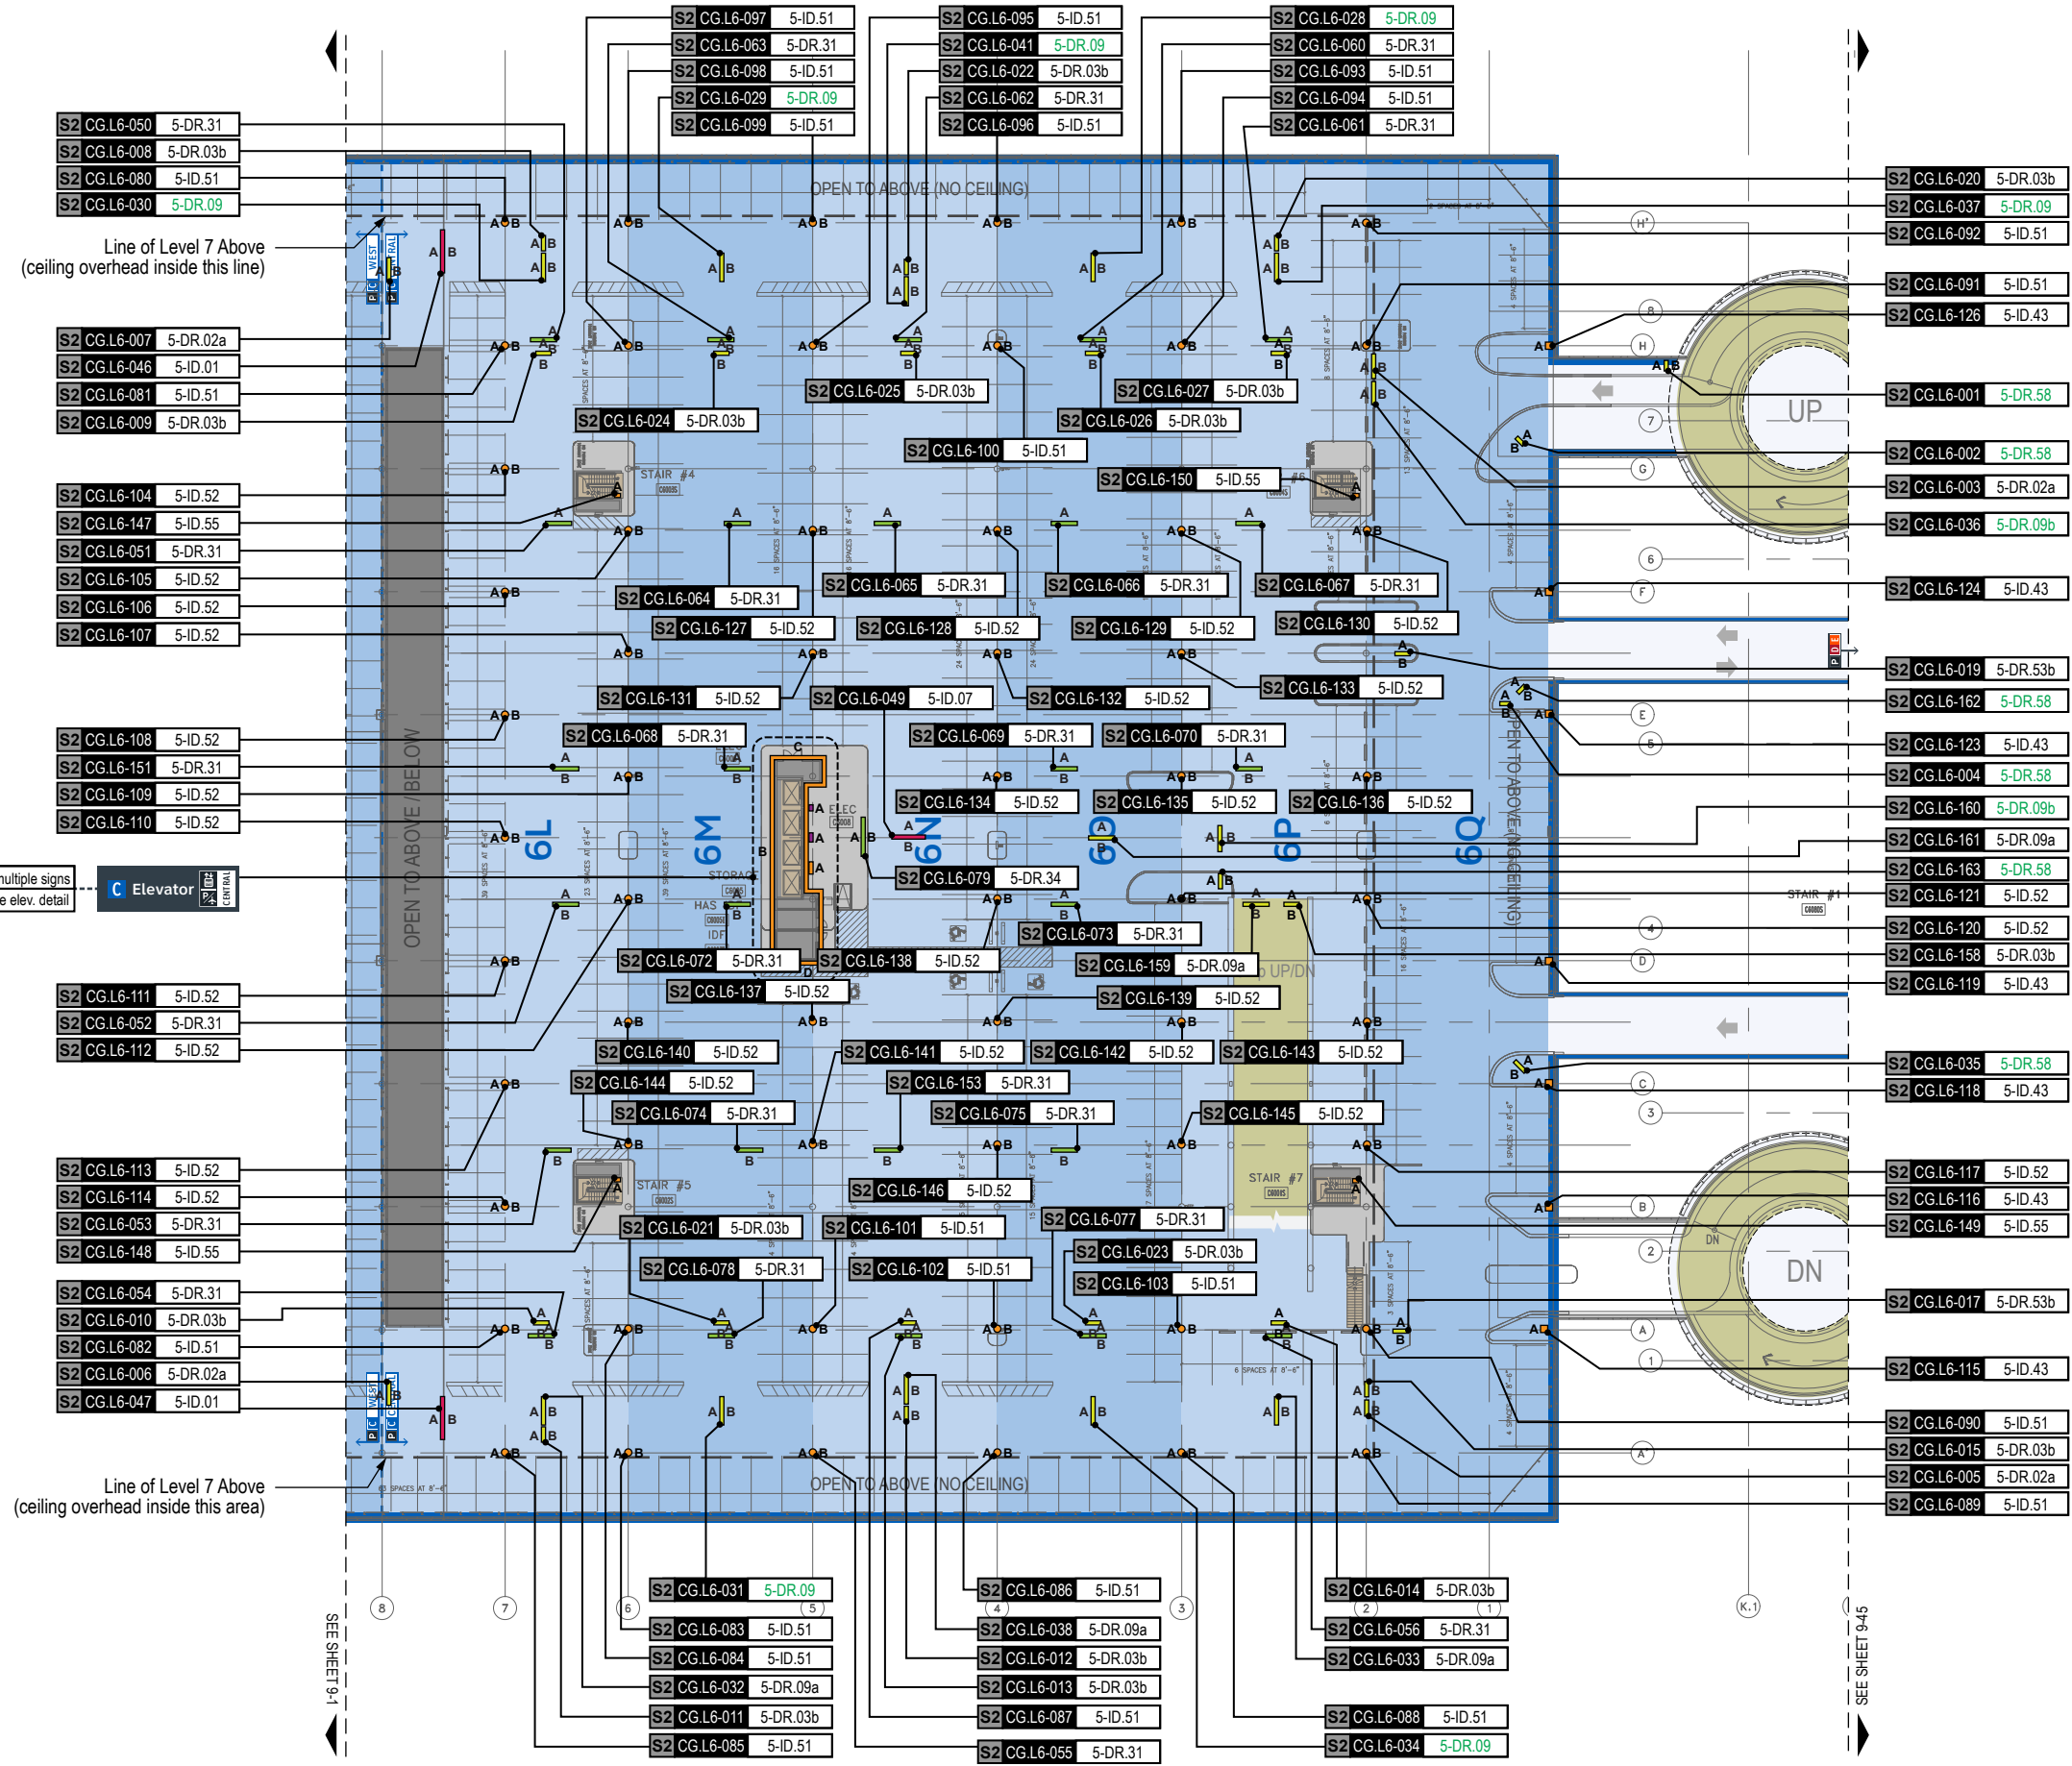 S2 CG.L6-097 5-ID.51
S2 CG.L6-063 5-DR.31
S2 CG.L6-098 5-ID.51
S2 CG.L6-029 5-DR.09
S2 CG.L6-099 5-ID.51
S2 CG.L6-095 5-ID.51
S2 CG.L6-041 5-DR.09
S2 CG.L6-022 5-DR.03b
S2 CG.L6-062 5-DR.31
S2 CG.L6-096 5-ID.51
S2 CG.L6-028 5-DR.09
S2 CG.L6-060 5-DR.31
S2 CG.L6-093 5-ID.51
S2 CG.L6-094 5-ID.51
S2 CG.L6-061 5-DR.31
S2 CG.L6-050 5-DR.31
S2 CG.L6-008 5-DR.03b
S2 CG.L6-080 5-ID.51
S2 CG.L6-030 5-DR.09
Line of Level 7 Above
(ceiling overhead inside this line)
S2 CG.L6-007 5-DR.02a
S2 CG.L6-046 5-ID.01
S2 CG.L6-081 5-ID.51
S2 CG.L6-009 5-DR.03b
S2 CG.L6-104 5-ID.52
S2 CG.L6-147 5-ID.55
S2 CG.L6-051 5-DR.31
S2 CG.L6-105 5-ID.52
S2 CG.L6-106 5-ID.52
S2 CG.L6-107 5-ID.52
S2 CG.L6-108 5-ID.52
S2 CG.L6-151 5-DR.31
S2 CG.L6-109 5-ID.52
S2 CG.L6-110 5-ID.52
multiple signs
e elev. detail
C Elevator CENTRAL
S2 CG.L6-111 5-ID.52
S2 CG.L6-052 5-DR.31
S2 CG.L6-112 5-ID.52
S2 CG.L6-113 5-ID.52
S2 CG.L6-114 5-ID.52
S2 CG.L6-053 5-DR.31
S2 CG.L6-148 5-ID.55
S2 CG.L6-054 5-DR.31
S2 CG.L6-010 5-DR.03b
S2 CG.L6-082 5-ID.51
S2 CG.L6-006 5-DR.02a
S2 CG.L6-047 5-ID.01
Line of Level 7 Above
(ceiling overhead inside this area)
OPEN TO ABOVE (NO CEILING)
S2 CG.L6-024 5-DR.03b
S2 CG.L6-025 5-DR.03b
S2 CG.L6-026 5-DR.03b
S2 CG.L6-027 5-DR.03b
S2 CG.L6-100 5-ID.51
S2 CG.L6-150 5-ID.55
STAIR #4
S2 CG.L6-064 5-DR.31
S2 CG.L6-065 5-DR.31
S2 CG.L6-066 5-DR.31
S2 CG.L6-067 5-DR.31
S2 CG.L6-127 5-ID.52
S2 CG.L6-128 5-ID.52
S2 CG.L6-129 5-ID.52
S2 CG.L6-130 5-ID.52
S2 CG.L6-131 5-ID.52
S2 CG.L6-049 5-ID.07
S2 CG.L6-132 5-ID.52
S2 CG.L6-133 5-ID.52
S2 CG.L6-068 5-DR.31
S2 CG.L6-069 5-DR.31
S2 CG.L6-070 5-DR.31
S2 CG.L6-134 5-ID.52
S2 CG.L6-135 5-ID.52
S2 CG.L6-136 5-ID.52
OPEN TO ABOVE / BELOW
6L
6M
6N
6O
6P
6Q
ELEC
STORAGE
HAS
IDF
S2 CG.L6-079 5-DR.34
S2 CG.L6-073 5-DR.31
S2 CG.L6-072 5-DR.31
S2 CG.L6-138 5-ID.52
S2 CG.L6-159 5-DR.09a
UP/DN
S2 CG.L6-137 5-ID.52
S2 CG.L6-139 5-ID.52
S2 CG.L6-140 5-ID.52
S2 CG.L6-141 5-ID.52
S2 CG.L6-142 5-ID.52
S2 CG.L6-143 5-ID.52
S2 CG.L6-144 5-ID.52
S2 CG.L6-153 5-DR.31
S2 CG.L6-074 5-DR.31
S2 CG.L6-075 5-DR.31
S2 CG.L6-145 5-ID.52
STAIR #5
STAIR #7
S2 CG.L6-146 5-ID.52
S2 CG.L6-021 5-DR.03b
S2 CG.L6-101 5-ID.51
S2 CG.L6-077 5-DR.31
S2 CG.L6-023 5-DR.03b
S2 CG.L6-078 5-DR.31
S2 CG.L6-102 5-ID.51
S2 CG.L6-103 5-ID.51
6 SPACES AT 8'-6"
OPEN TO ABOVE (NO CEILING)
63 SPACES AT 8'-6"
S2 CG.L6-020 5-DR.03b
S2 CG.L6-037 5-DR.09
S2 CG.L6-092 5-ID.51
S2 CG.L6-091 5-ID.51
S2 CG.L6-126 5-ID.43
S2 CG.L6-001 5-DR.58
S2 CG.L6-002 5-DR.58
S2 CG.L6-003 5-DR.02a
S2 CG.L6-036 5-DR.09b
S2 CG.L6-124 5-ID.43
S2 CG.L6-019 5-DR.53b
S2 CG.L6-162 5-DR.58
S2 CG.L6-123 5-ID.43
S2 CG.L6-004 5-DR.58
S2 CG.L6-160 5-DR.09b
S2 CG.L6-161 5-DR.09a
S2 CG.L6-163 5-DR.58
S2 CG.L6-121 5-ID.52
S2 CG.L6-120 5-ID.52
S2 CG.L6-158 5-DR.03b
S2 CG.L6-119 5-ID.43
S2 CG.L6-035 5-DR.58
S2 CG.L6-118 5-ID.43
S2 CG.L6-117 5-ID.52
S2 CG.L6-116 5-ID.43
S2 CG.L6-149 5-ID.55
S2 CG.L6-017 5-DR.53b
S2 CG.L6-115 5-ID.43
S2 CG.L6-090 5-ID.51
S2 CG.L6-015 5-DR.03b
S2 CG.L6-005 5-DR.02a
S2 CG.L6-089 5-ID.51
UP
DN
STAIR #1
H'
8
H
7
G
6
F
E
5
4
D
C
3
B
2
A
1
A'
S2 CG.L6-031 5-DR.09
S2 CG.L6-083 5-ID.51
S2 CG.L6-084 5-ID.51
S2 CG.L6-032 5-DR.09a
S2 CG.L6-011 5-DR.03b
S2 CG.L6-085 5-ID.51
S2 CG.L6-086 5-ID.51
S2 CG.L6-038 5-DR.09a
S2 CG.L6-012 5-DR.03b
S2 CG.L6-013 5-DR.03b
S2 CG.L6-087 5-ID.51
S2 CG.L6-055 5-DR.31
S2 CG.L6-014 5-DR.03b
S2 CG.L6-056 5-DR.31
S2 CG.L6-033 5-DR.09a
S2 CG.L6-088 5-ID.51
S2 CG.L6-034 5-DR.09
8 7 6 5 4 3 2 1 K.1
SEE SHEET 9-1
SEE SHEET 9-45